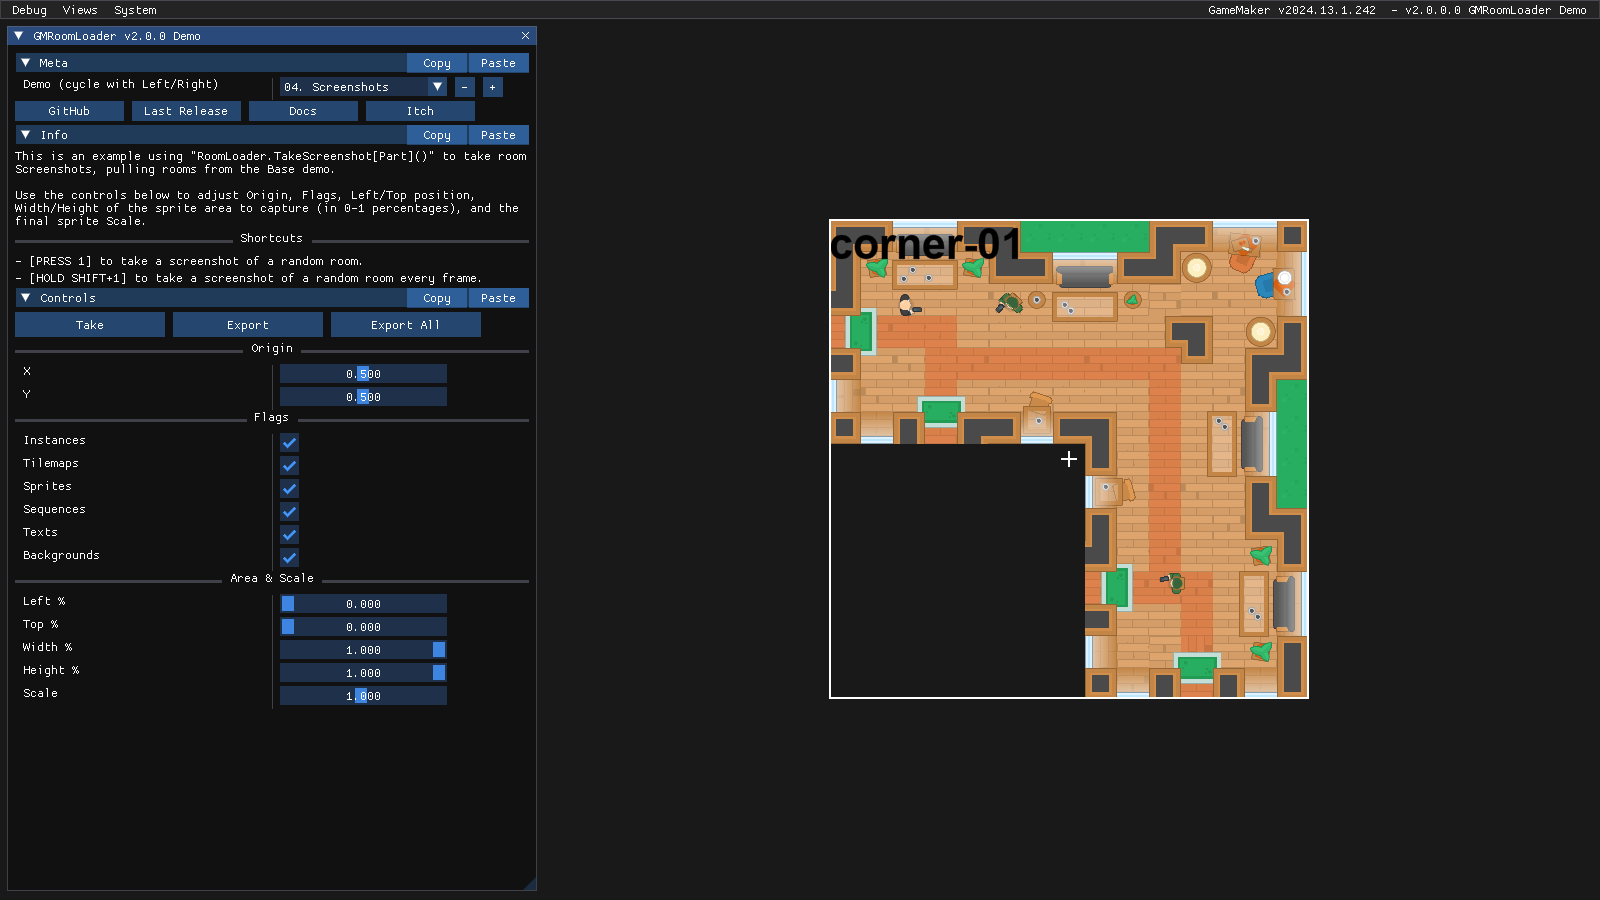 Debug Views System
GameMaker v2024.13.1.242 - v2.0.0.0 GMRoomLoader Demo
GMRoomLoader v2.0.0 Demo
Meta Copy Paste
Demo (cycle with Left/Right) 04. Screenshots - +
GitHub Last Release Docs Itch
Info Copy Paste
This is an example using "RoomLoader.TakeScreenshot[Part]()" to take room
Screenshots, pulling rooms from the Base demo.
Use the controls below to adjust Origin, Flags, Left/Top position,
Width/Height of the sprite area to capture (in 0-1 percentages), and the
final sprite Scale.
Shortcuts
- [PRESS 1] to take a screenshot of a random room.
- [HOLD SHIFT+1] to take a screenshot of a random room every frame.
Controls Copy Paste
Take Export Export All
Origin
X 0.500
Y 0.500
Flags
Instances
Tilemaps
Sprites
Sequences
Texts
Backgrounds
Area & Scale
Left % 0.000
Top % 0.000
Width % 1.000
Height % 1.000
Scale 1.000
corner-01